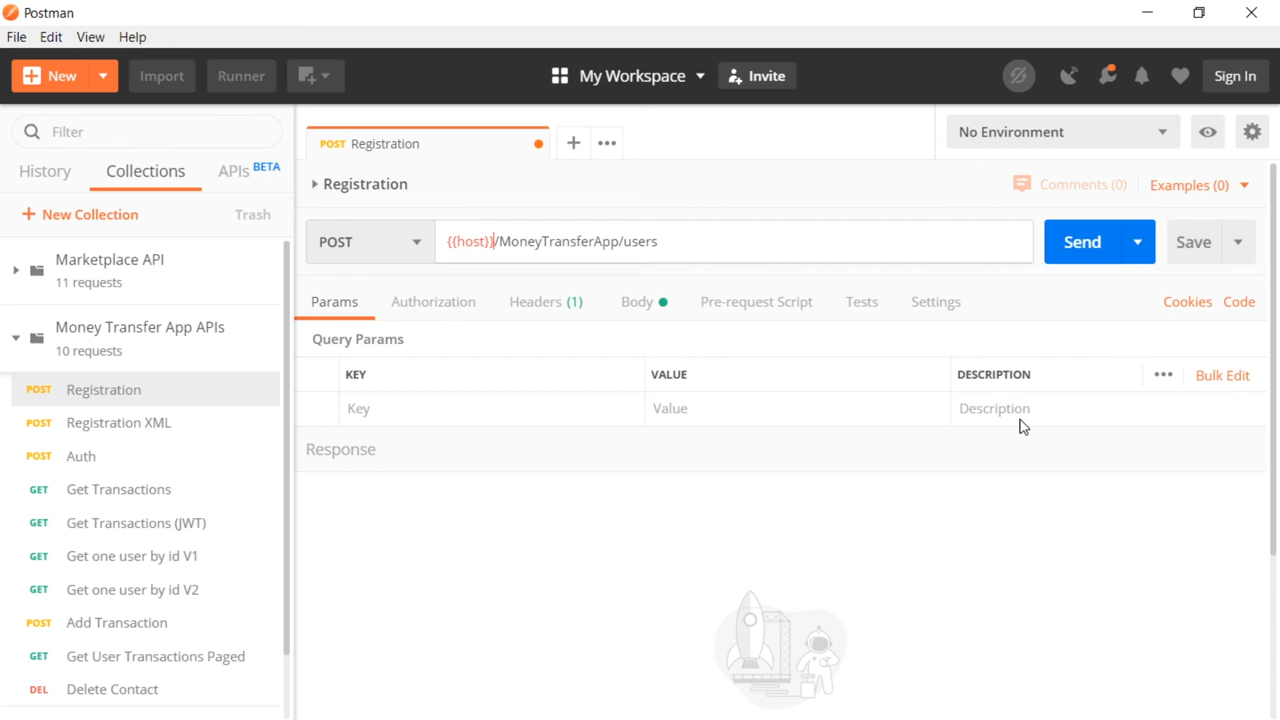 Postman
File Edit View Help
New Import Runner My Workspace Invite Sign In
Filter
History Collections APIs BETA
New Collection Trash
Marketplace API
11 requests
Money Transfer App APIs
10 requests
POST Registration
POST Registration XML
POST Auth
GET Get Transactions
GET Get Transactions (JWT)
GET Get one user by id V1
GET Get one user by id V2
POST Add Transaction
GET Get User Transactions Paged
DEL Delete Contact
POST Registration
No Environment
Registration
Comments (0) Examples (0)
POST {{host}}/MoneyTransferApp/users Send Save
Params Authorization Headers (1) Body Pre-request Script Tests Settings Cookies Code
Query Params
KEY VALUE DESCRIPTION Bulk Edit
Key Value Description
Response